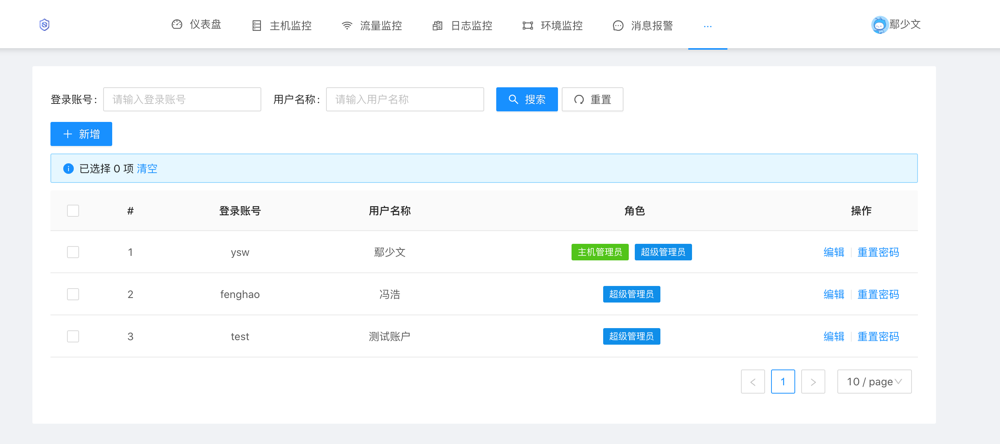 仪表盘 主机监控 流量监控 日志监控 环境监控 消息报警 ··· 鄢少文
登录账号: 请输入登录账号 用户名称: 请输入用户名称 搜索 重置
新增
已选择 0 项 清空
# 登录账号 用户名称 角色 操作
1 ysw 鄢少文 主机管理员 超级管理员 编辑 重置密码
2 fenghao 冯浩 超级管理员 编辑 重置密码
3 test 测试账户 超级管理员 编辑 重置密码
< 1 > 10 / page